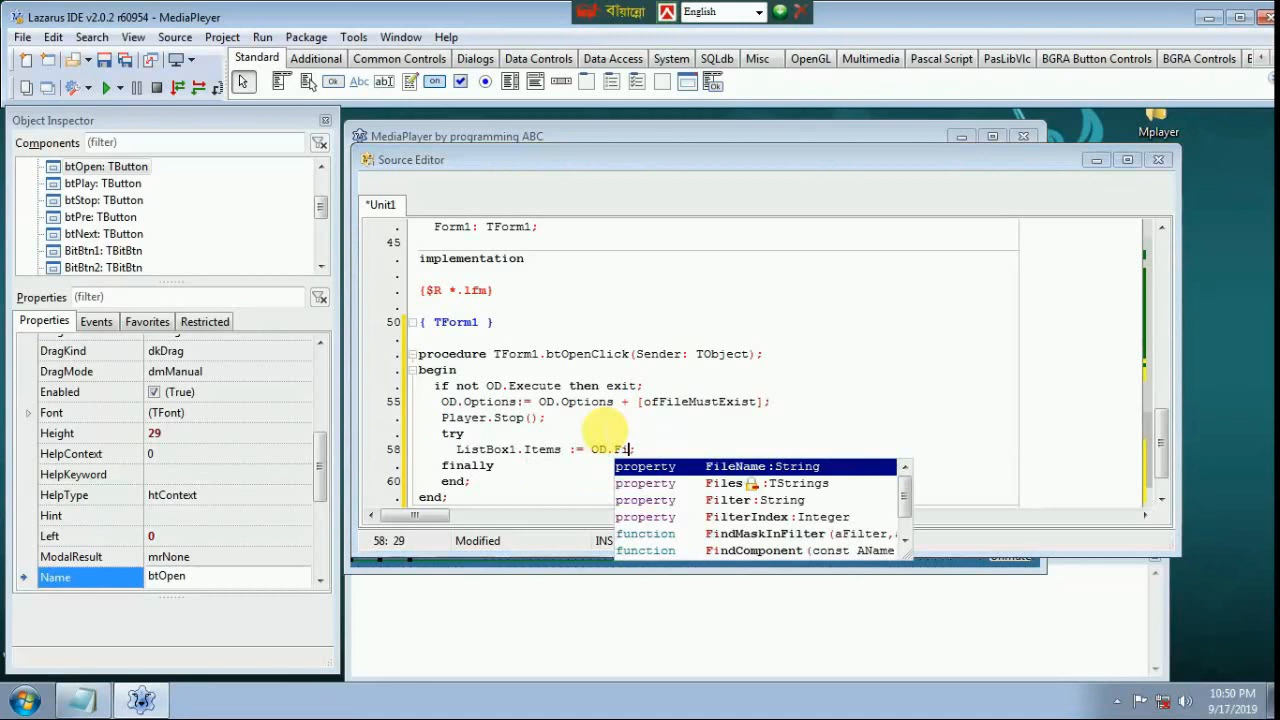 বাঁয়ান্নো
English
Lazarus IDE v2.0.2 r60954 - MediaPlayer
File Edit Search View Source Project Run Package Tools Window Help
Standard Additional Common Controls Dialogs Data Controls Data Access System SQLdb Misc OpenGL Multimedia Pascal Script PasLibVlc BGRA Button Controls BGRA Controls
Ok Abc abI on Ok
Object Inspector
Components (filter)
btOpen: TButton
btPlay: TButton
btStop: TButton
btPre: TButton
btNext: TButton
BitBtn1: TBitBtn
BitBtn2: TBitBtn
Properties (filter)
Properties Events Favorites Restricted
DragKind dkDrag
DragMode dmManual
Enabled (True)
Font (TFont)
Height 29
HelpContext 0
HelpKeyword
HelpType htContext
Hint
Left 0
ModalResult mrNone
Name btOpen
MediaPlayer by programming ABC
Mplayer
Source Editor
*Unit1
. Form1: TForm1;
45
. implementation
.
. {$R *.lfm}
.
50 { TForm1 }
.
. procedure TForm1.btOpenClick(Sender: TObject);
. begin
. if not OD.Execute then exit;
55 OD.Options:= OD.Options + [ofFileMustExist];
. Player.Stop();
. try
58 ListBox1.Items := OD.Fi;
. finally
60 end;
. end;
property FileName:String
property Files :TStrings
property Filter:String
property FilterIndex:Integer
function FindMaskInFilter(aFilter,
function FindComponent(const AName
58: 29 Modified INS
10:50 PM
9/17/2019